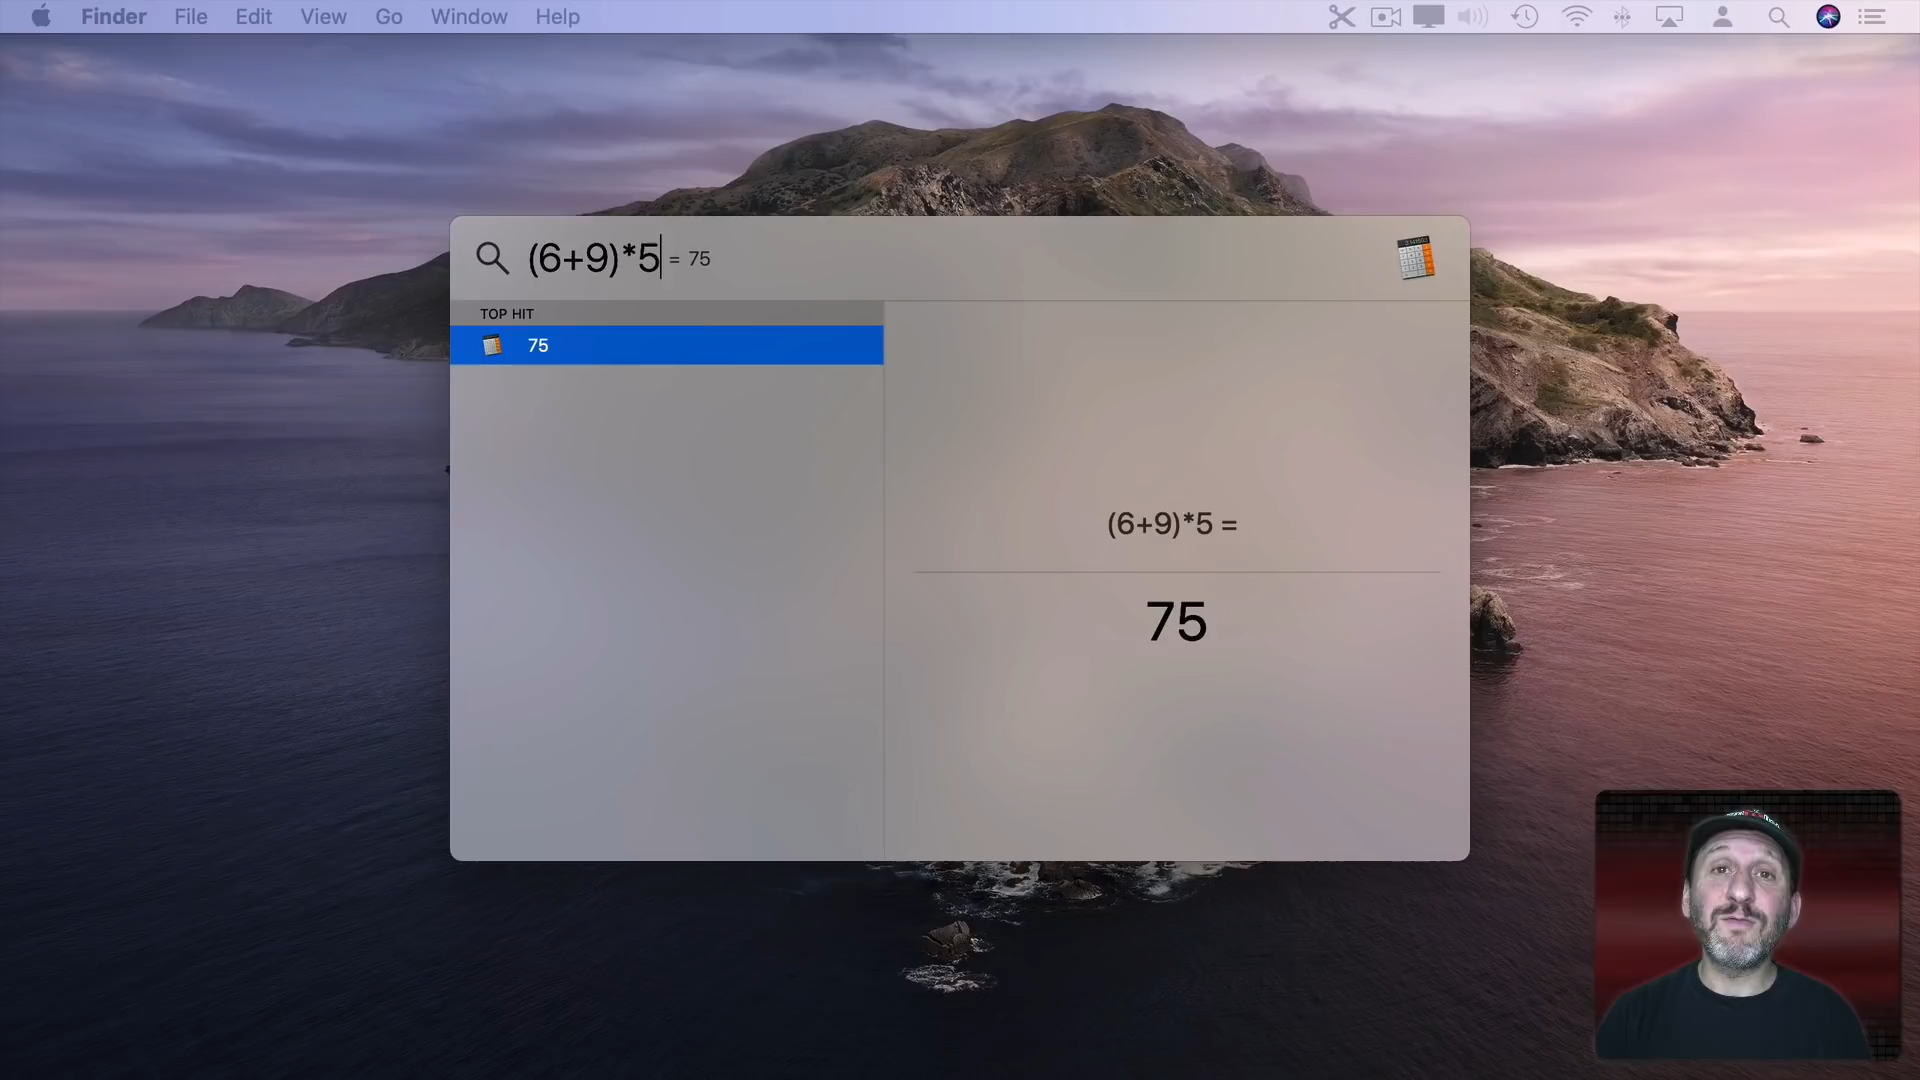 Finder File Edit View Go Window Help
(6+9)*5 = 75
TOP HIT
75
(6+9)*5 =
75